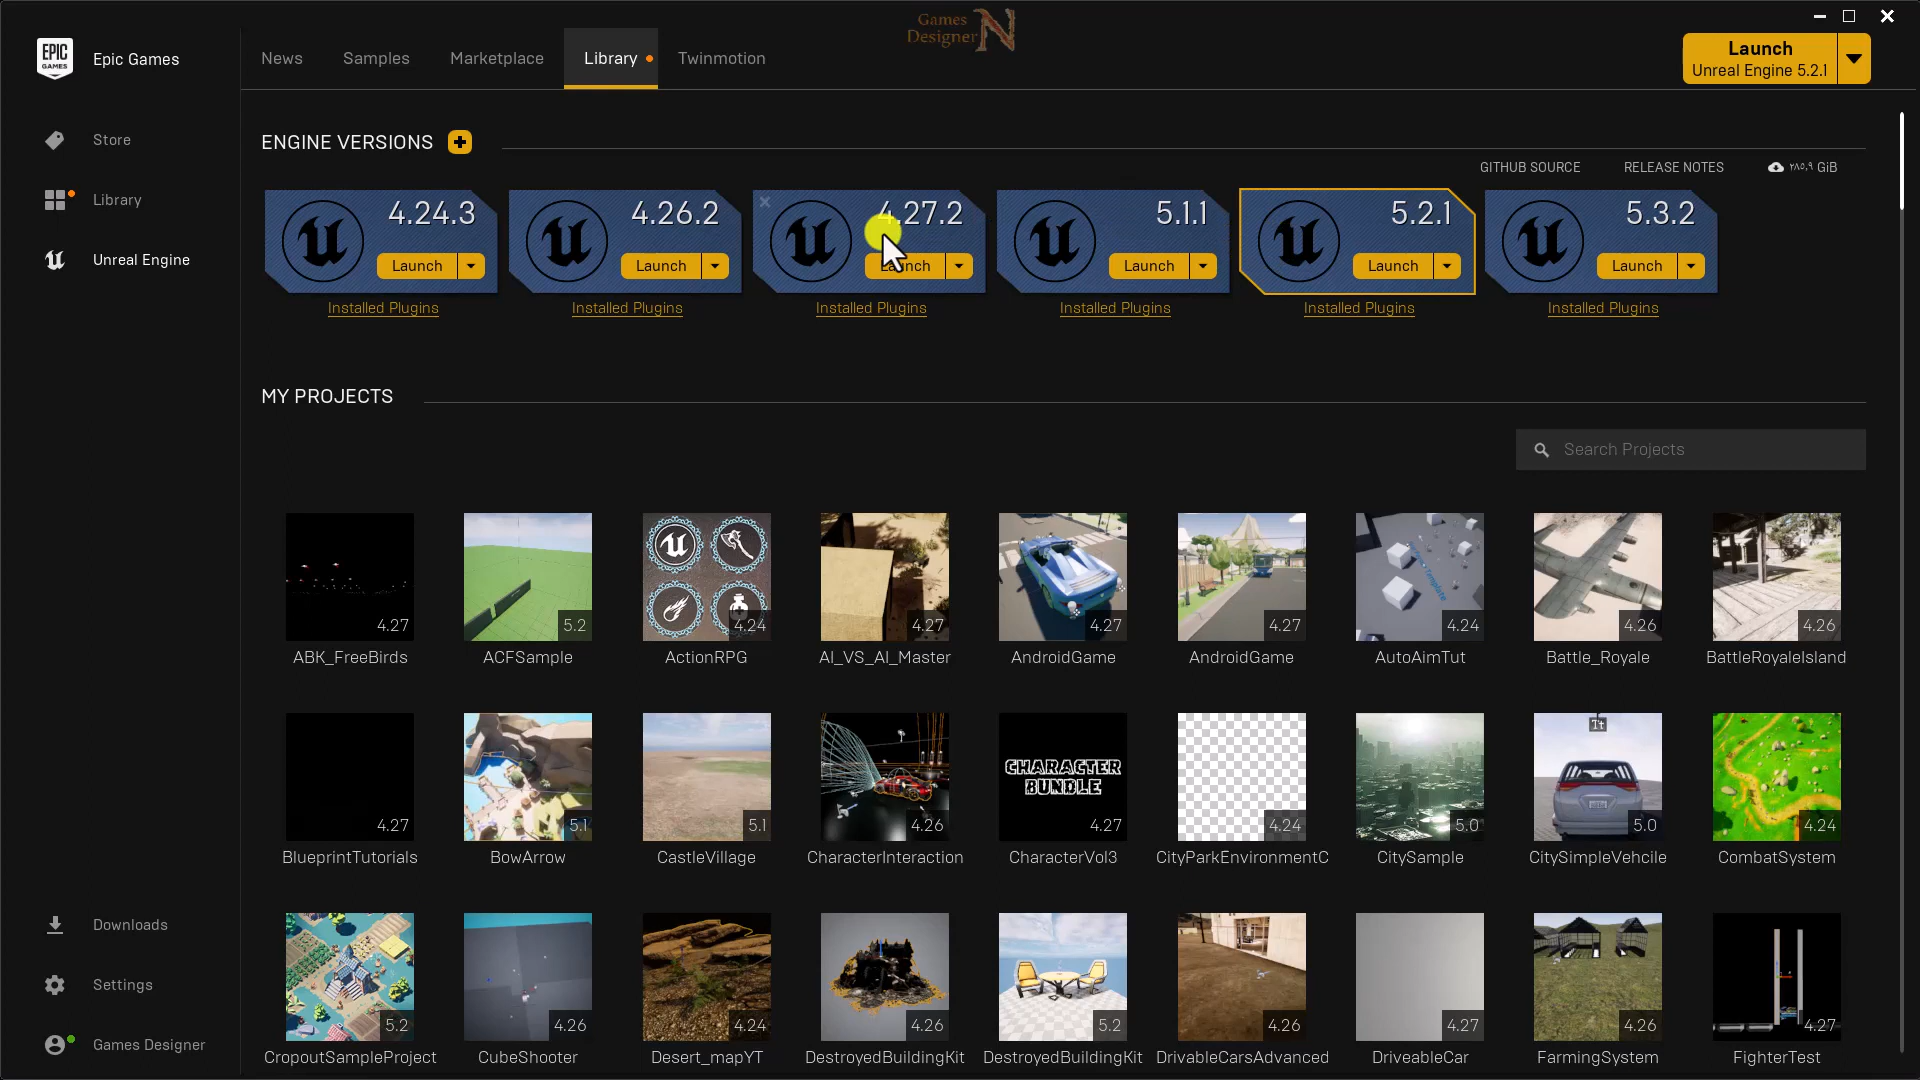 Games
Designer N
EPIC
GAMES
Epic Games
News
Samples
Marketplace
Library
Twinmotion
Launch
Unreal Engine 5.2.1
Store
Library
Unreal Engine
ENGINE VERSIONS
GITHUB SOURCE
RELEASE NOTES
٢٨٥,٩ GiB
4.24.3
4.26.2
4.27.2
5.1.1
5.2.1
5.3.2
Launch
Launch
Launch
Launch
Launch
Launch
Installed Plugins
Installed Plugins
Installed Plugins
Installed Plugins
Installed Plugins
Installed Plugins
MY PROJECTS
Search Projects
4.27
5.2
4.24
4.27
4.27
4.27
Template
4.24
4.26
4.26
ABK_FreeBirds
ACFSample
ActionRPG
AI_VS_AI_Master
AndroidGame
AndroidGame
AutoAimTut
Battle_Royale
BattleRoyaleIsland
Tt
CHARACTER
BUNDLE
4.27
5.1
5.1
4.26
4.27
4.24
5.0
5.0
4.24
BlueprintTutorials
BowArrow
CastleVillage
CharacterInteraction
CharacterVol3
CityParkEnvironmentC
CitySample
CitySimpleVehcile
CombatSystem
5.2
4.26
4.24
4.26
5.2
4.26
4.27
4.26
4.27
CropoutSampleProject
CubeShooter
Desert_mapYT
DestroyedBuildingKit
DestroyedBuildingKit
DrivableCarsAdvanced
DriveableCar
FarmingSystem
FighterTest
Downloads
Settings
Games Designer